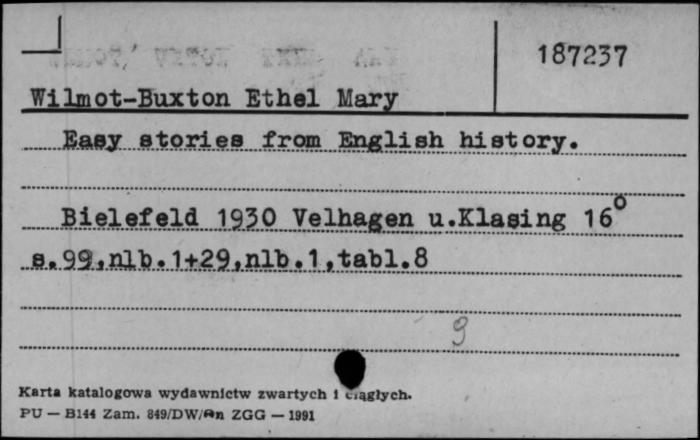 187237
Wilmot-Buxton Ethel Mary
Easy stories from English history.
Bielefeld 1930 Velhagen u.Klasing 16°
s.99,nlb.1+29,nlb.1,tabl.8
9
Karta katalogowa wydawnictw zwartych i ciągłych.
PU — B144 Zam. 849/DW/An ZGG — 1991